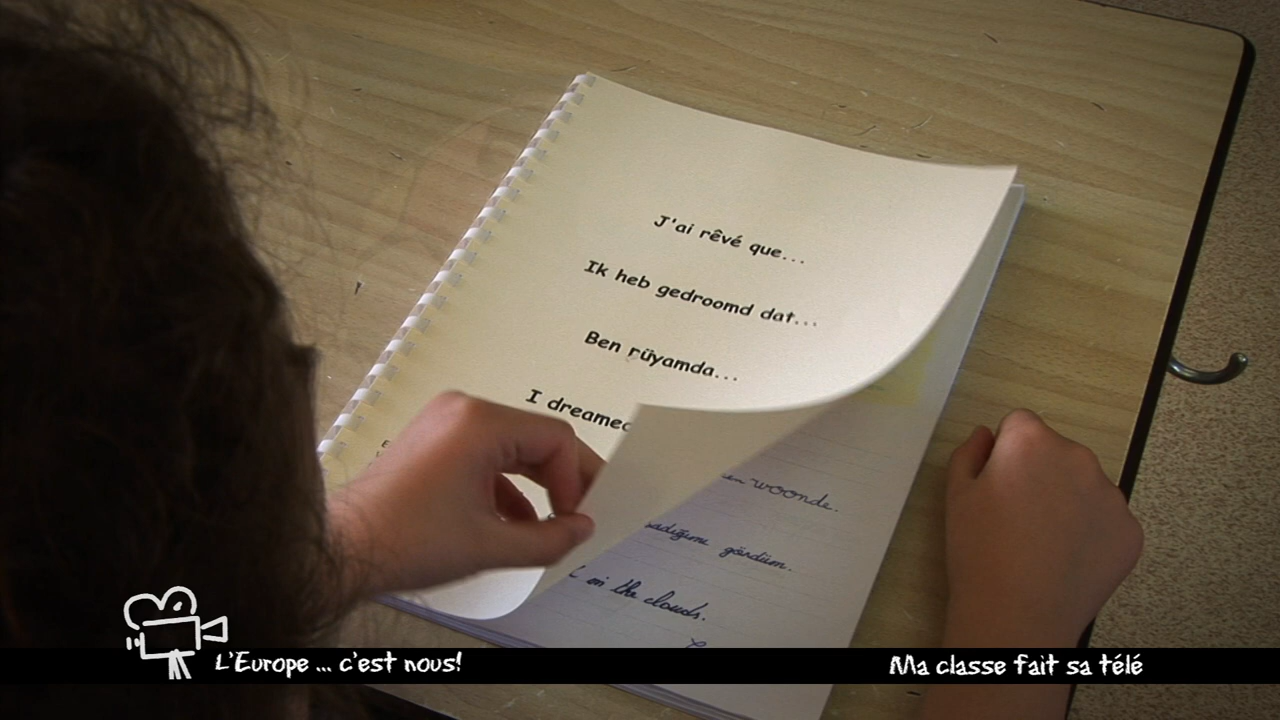 J'ai rêvé que...
Ik heb gedroomd dat...
Ben rüyamda...
I dreamed
woonde.
gördüm.
the clouds.
L'Europe ... c'est nous!
Ma classe fait sa télé